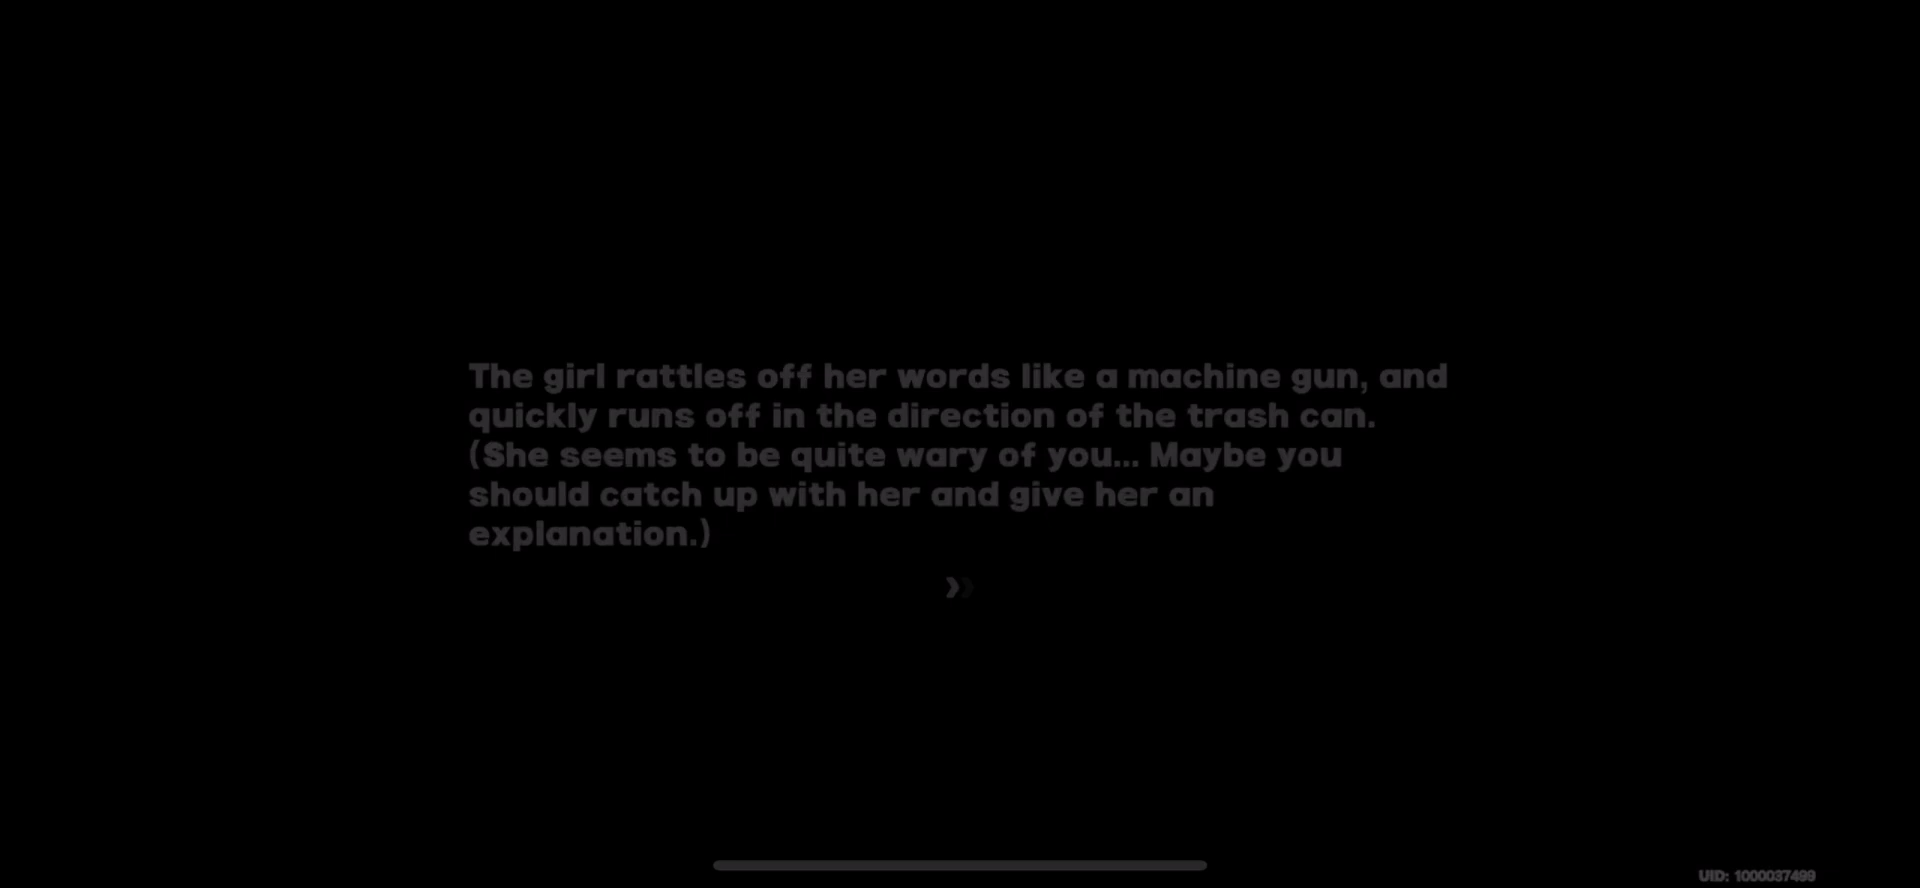 The girl rattles off her words like a machine gun, and
quickly runs off in the direction of the trash can.
(She seems to be quite wary of you... Maybe you
should catch up with her and give her an
explanation.)
UID: 1000037499